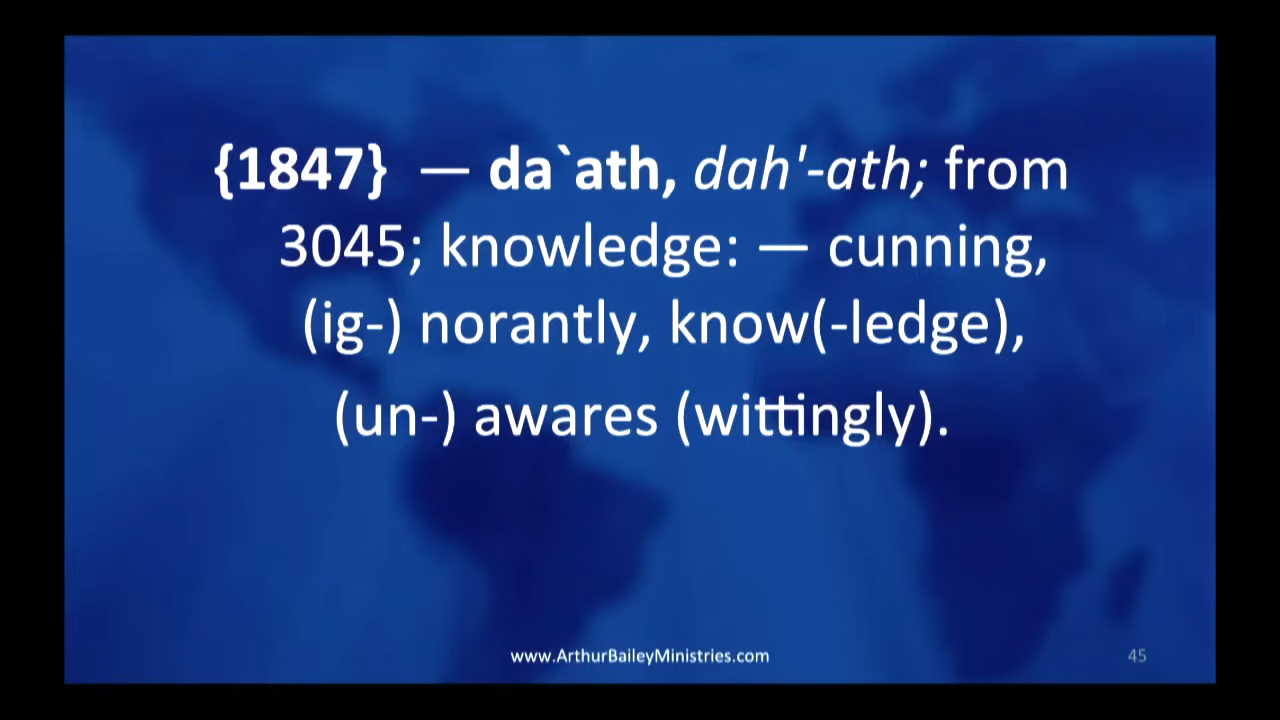 {1847} — da`ath, dah'-ath; from
3045; knowledge: — cunning,
(ig-) norantly, know(-ledge),
(un-) awares (wittingly).
www.ArthurBaileyMinistries.com
45